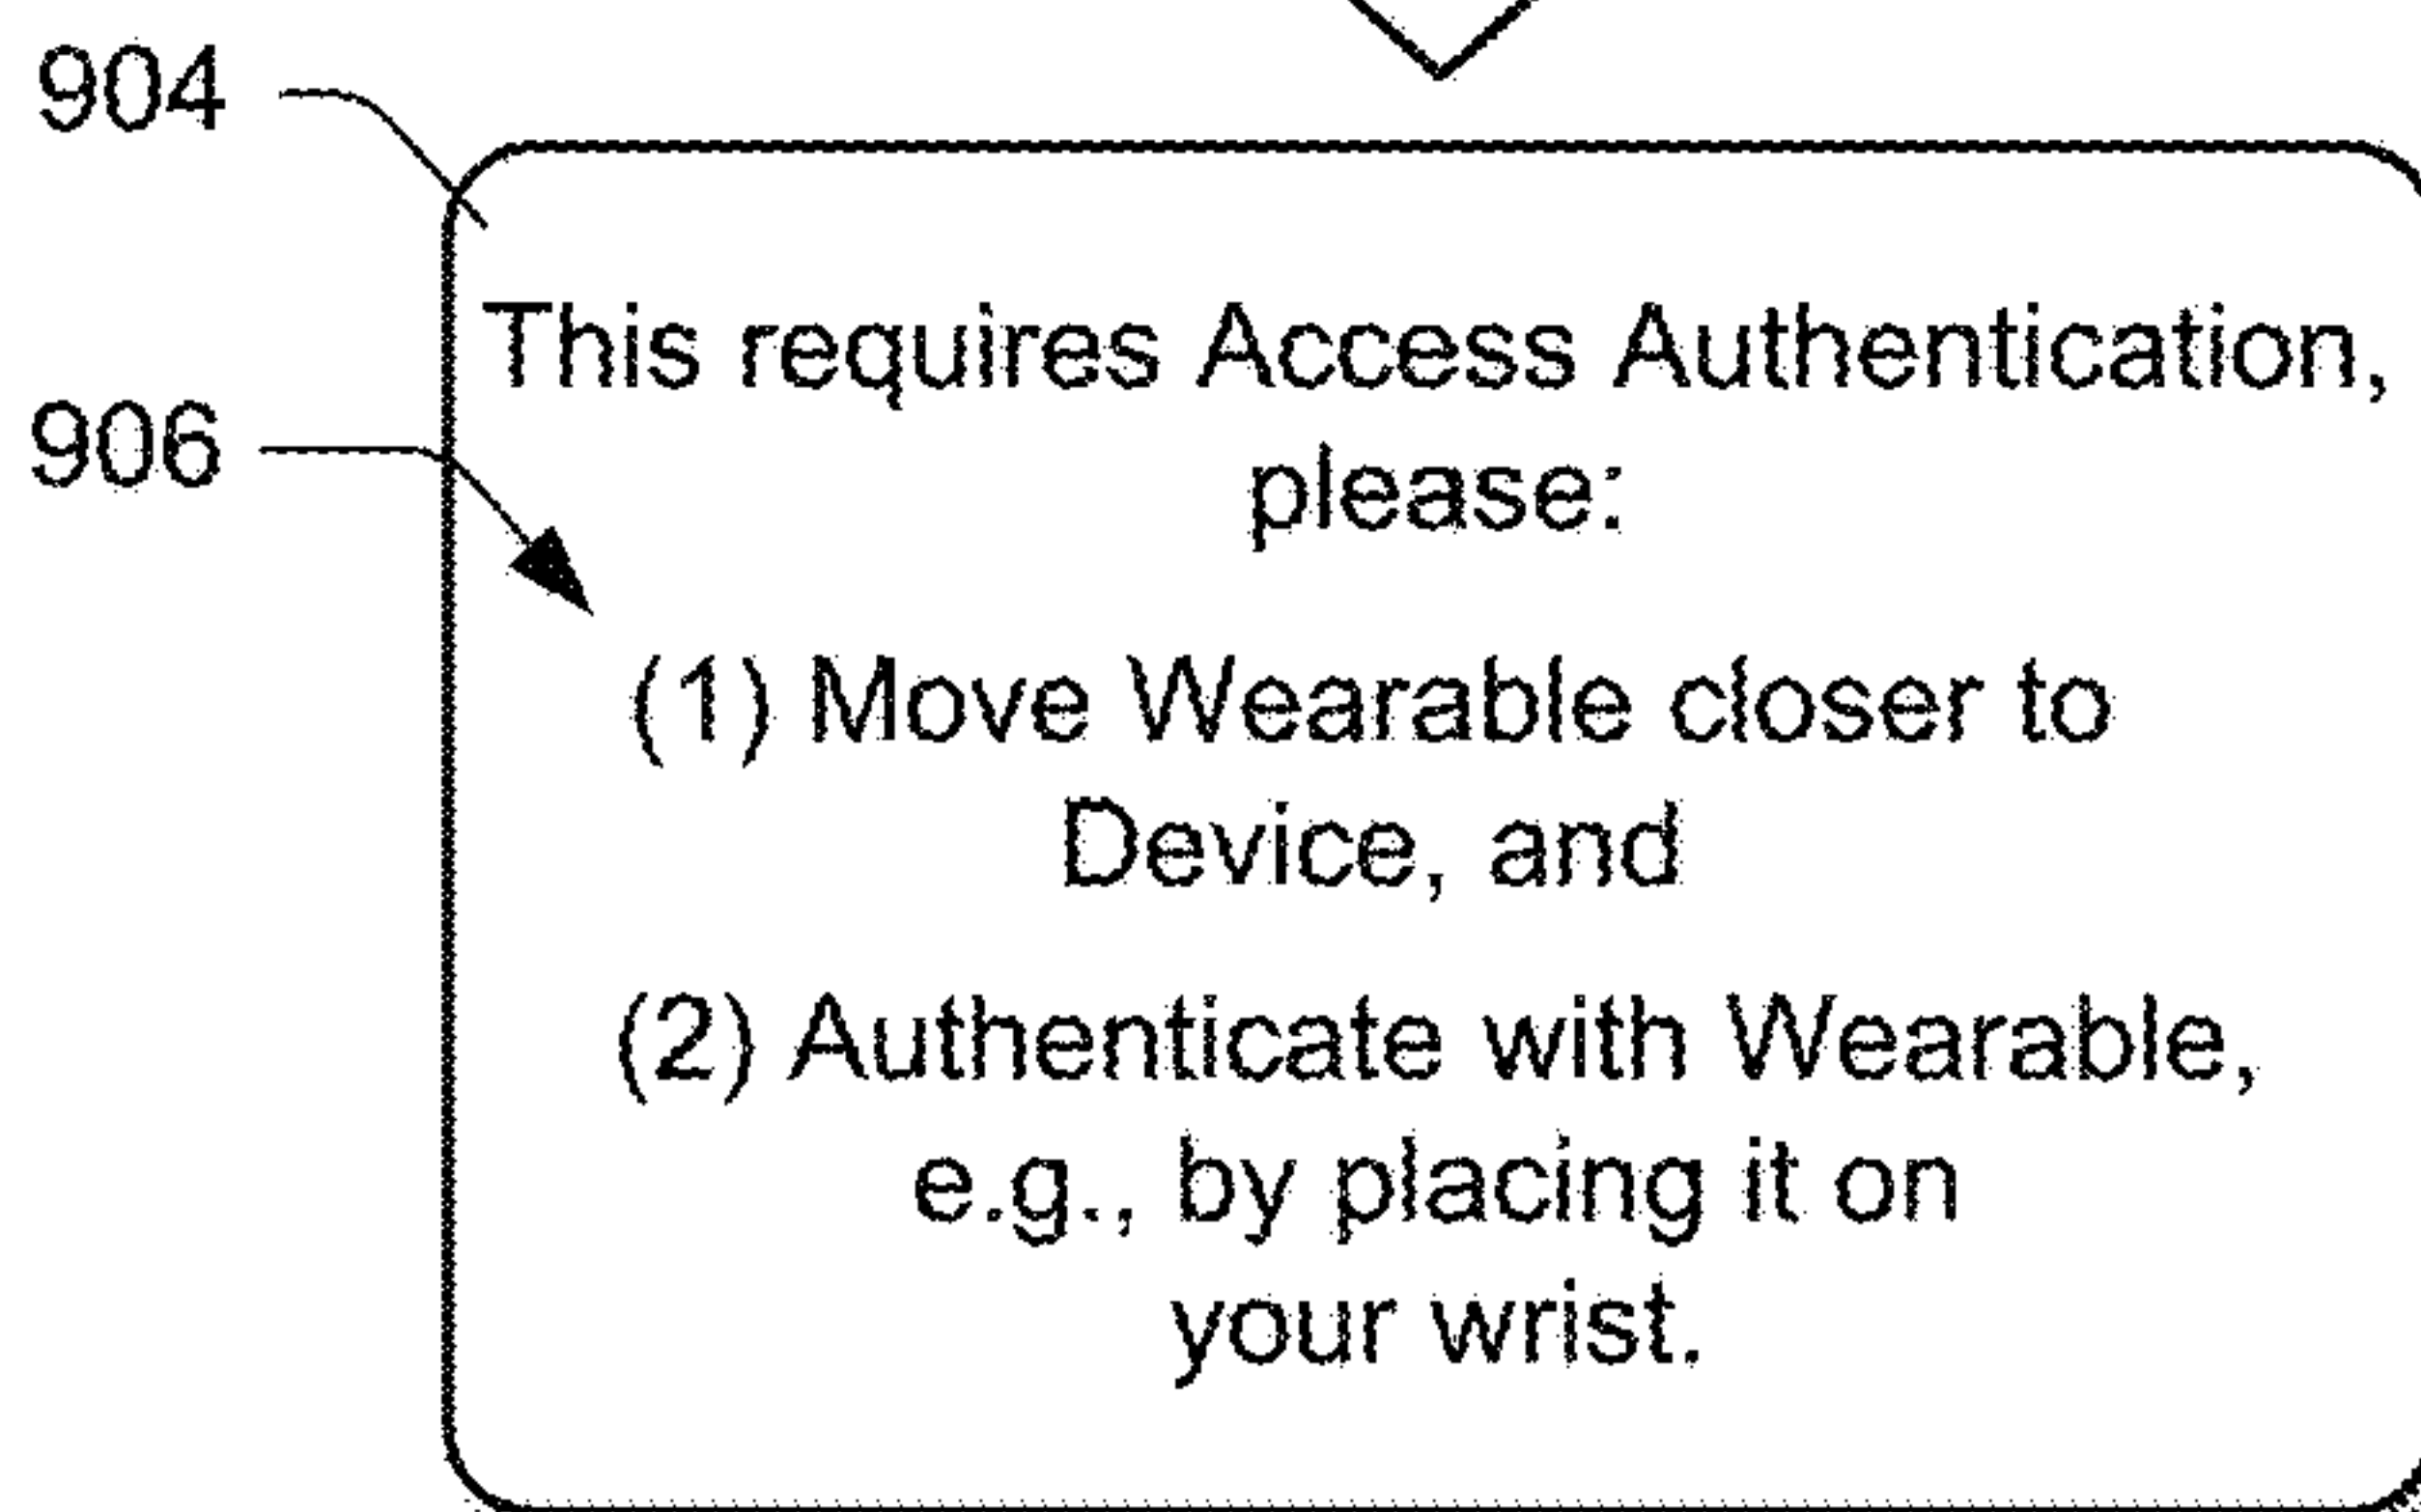 904
This requires Access Authentication,
please:
906
(1) Move Wearable closer to
Device, and
(2) Authenticate with Wearable,
e.g., by placing it on
your wrist.